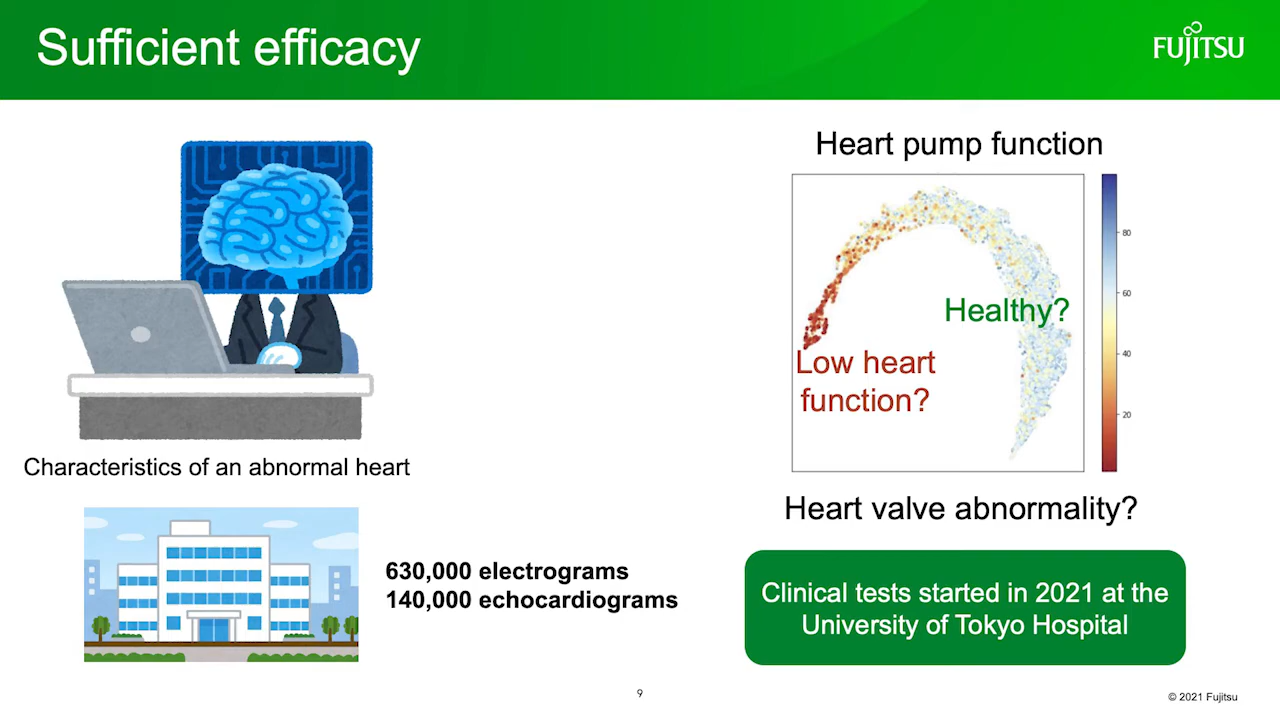 Sufficient efficacy
FUJITSU
Characteristics of an abnormal heart
630,000 electrograms
140,000 echocardiograms
Heart pump function
80
60
40
20
Healthy?
Low heart
function?
Heart valve abnormality?
Clinical tests started in 2021 at the
University of Tokyo Hospital
9
© 2021 Fujitsu